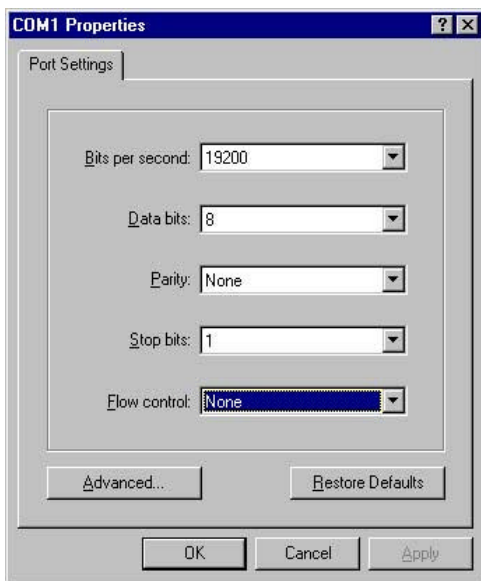 COM1 Properties
Port Settings
Bits per second: 19200
Data bits: 8
Parity: None
Stop bits: 1
Flow control: None
Advanced...
Restore Defaults
OK
Cancel
Apply